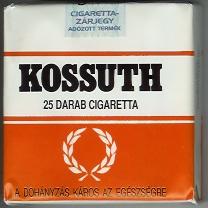 CIGARETTA-
ZÁRJEGY
ADÓZOTT TERMÉK
KOSSUTH
25 DARAB CIGARETTA
A DOHÁNYZÁS KÁROS AZ EGÉSZSÉGRE